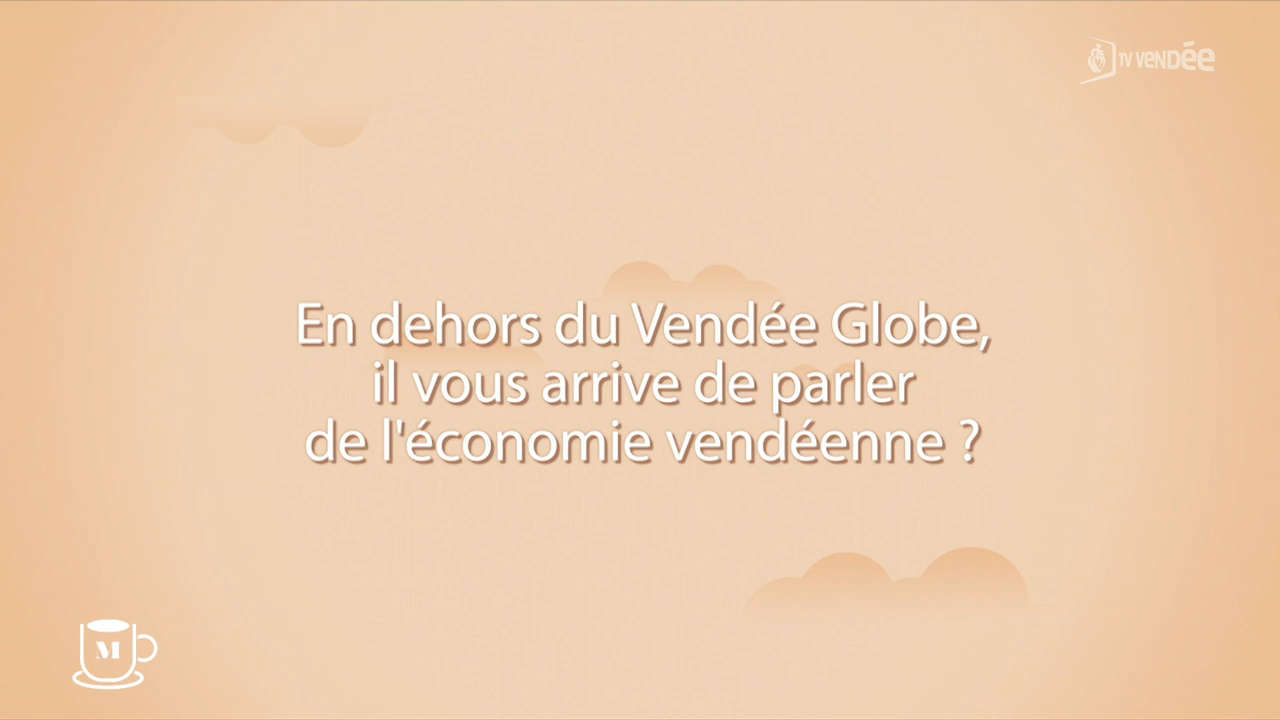 TV VENDÉE
En dehors du Vendée Globe,
il vous arrive de parler
de l'économie vendéenne ?
M